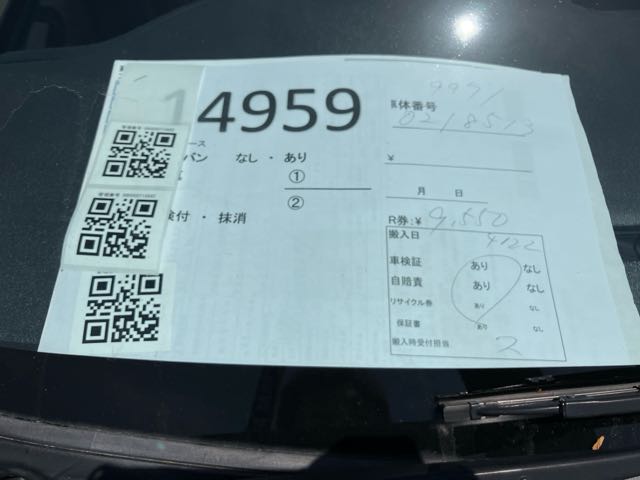 14959
9991
車体番号
0218513
ース
バン なし ・ あり
¥
①
②
月 日
検付 ・ 抹消
R券:¥ 9,550
搬入日 4/22
車検証 あり なし
自賠責 あり なし
リサイクル券 あり なし
保証書 あり なし
搬入時受付担当 2